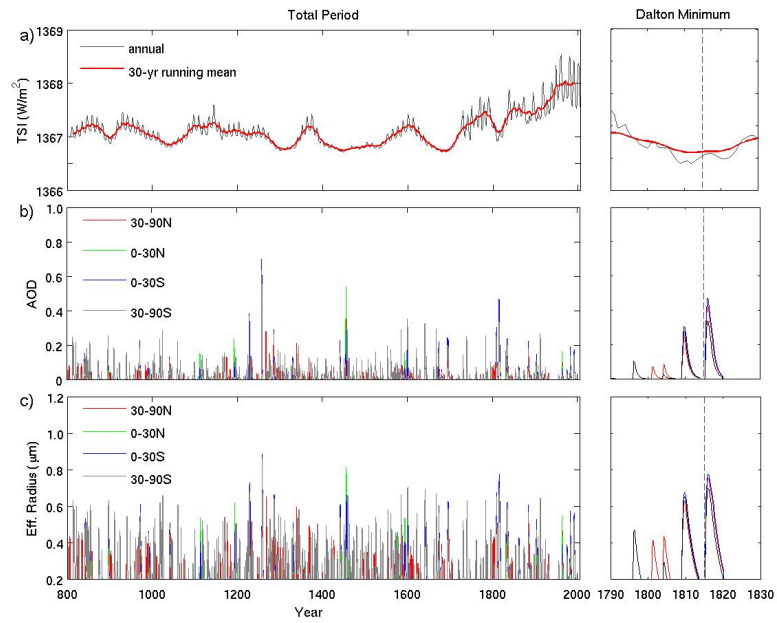 Total Period
Dalton Minimum
a)
1369
1368
1367
1366
TSI (W/m²)
annual
30-yr running mean
b)
1.0
0.8
0.6
0.4
0.2
0
AOD
30-90N
0-30N
0-30S
30-90S
c)
1.2
1.0
0.8
0.6
0.4
0.2
Eff. Radius (μm)
30-90N
0-30N
0-30S
30-90S
800 1000 1200 1400 1600 1800 2000
1790 1800 1810 1820 1830
Year